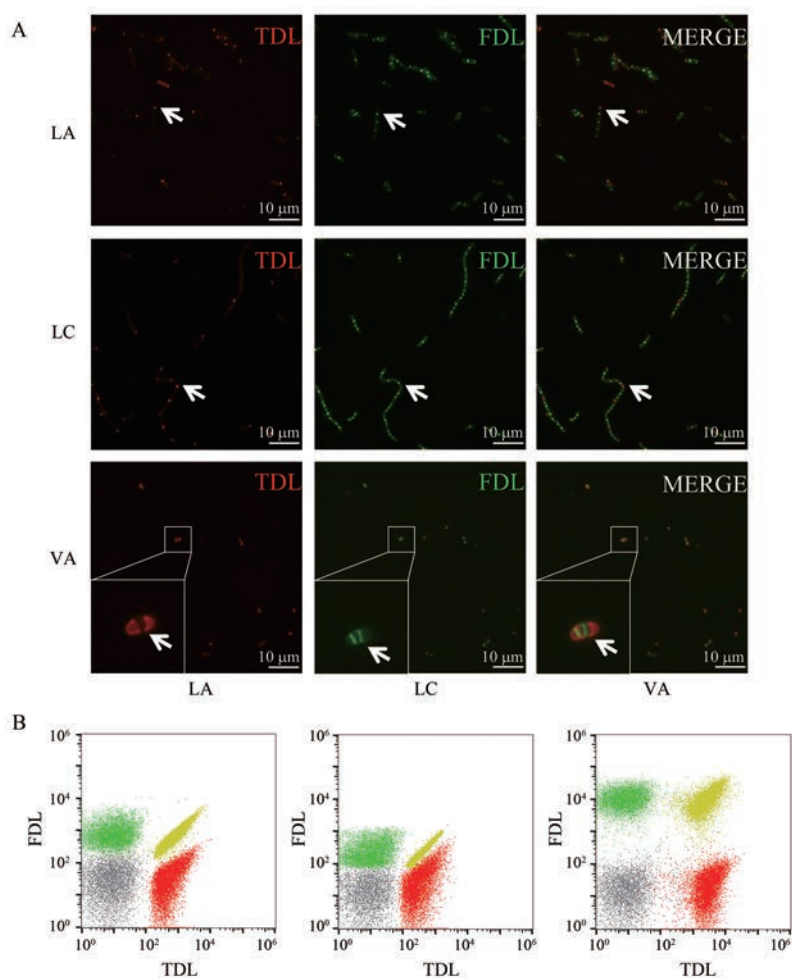 A
TDL FDL MERGE
LA
10 μm 10 μm 10 μm
TDL FDL MERGE
LC
10 μm 10 μm 10 μm
TDL FDL MERGE
VA
10 μm 10 μm 10 μm
LA LC VA
B
10⁶ 10⁶ 10⁶
10⁴ 10⁴ 10⁴
FDL FDL FDL
10² 10² 10²
10⁰ 10⁰ 10⁰
10⁰ 10² 10⁴ 10⁶ 10⁰ 10² 10⁴ 10⁶ 10⁰ 10² 10⁴ 10⁶
TDL TDL TDL